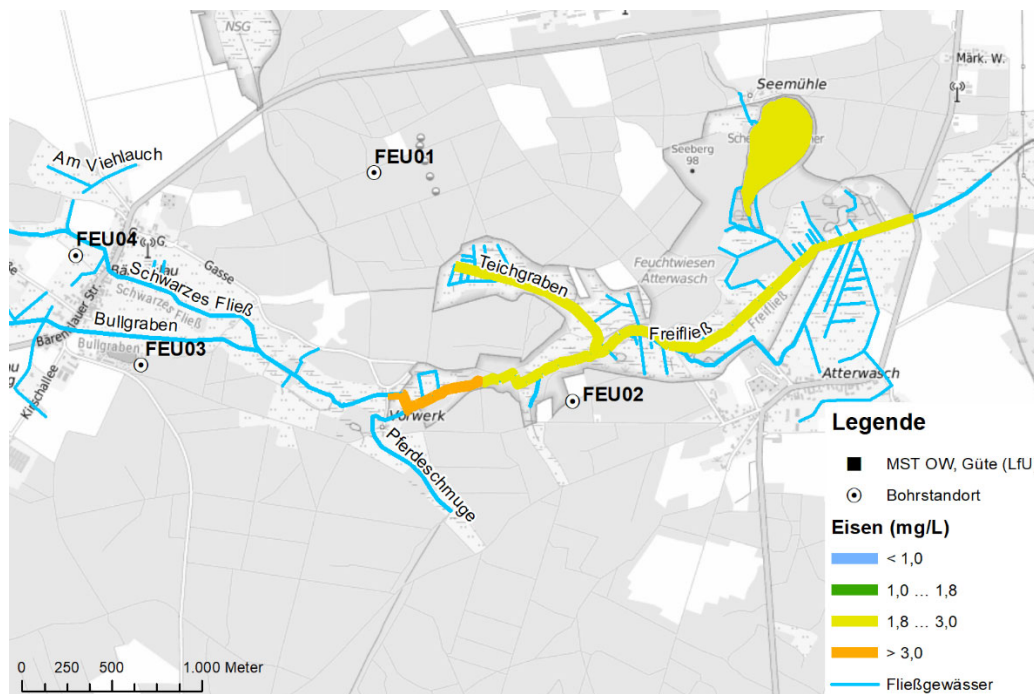 NSG
Märk. W.
Seemühle
FEU01
Seeberg
98
Am Viehlauch
FEU04
G.
Gasse
Teichgraben
Feuchtwiesen
Atterwasch
Schwarzes Fließ
Schwarzes Fließ
Freifließ
Freifließ
Bullgraben
Bärenklauer Str.
Bullgraben
FEU03
Kirschallee
Atterwasch
FEU02
Vorwerk
Pferdeschmuge
Legende
MST OW, Güte (LfU
Bohrstandort
Eisen (mg/L)
< 1,0
1,0 ... 1,8
1,8 ... 3,0
> 3,0
Fließgewässer
0 250 500 1.000 Meter